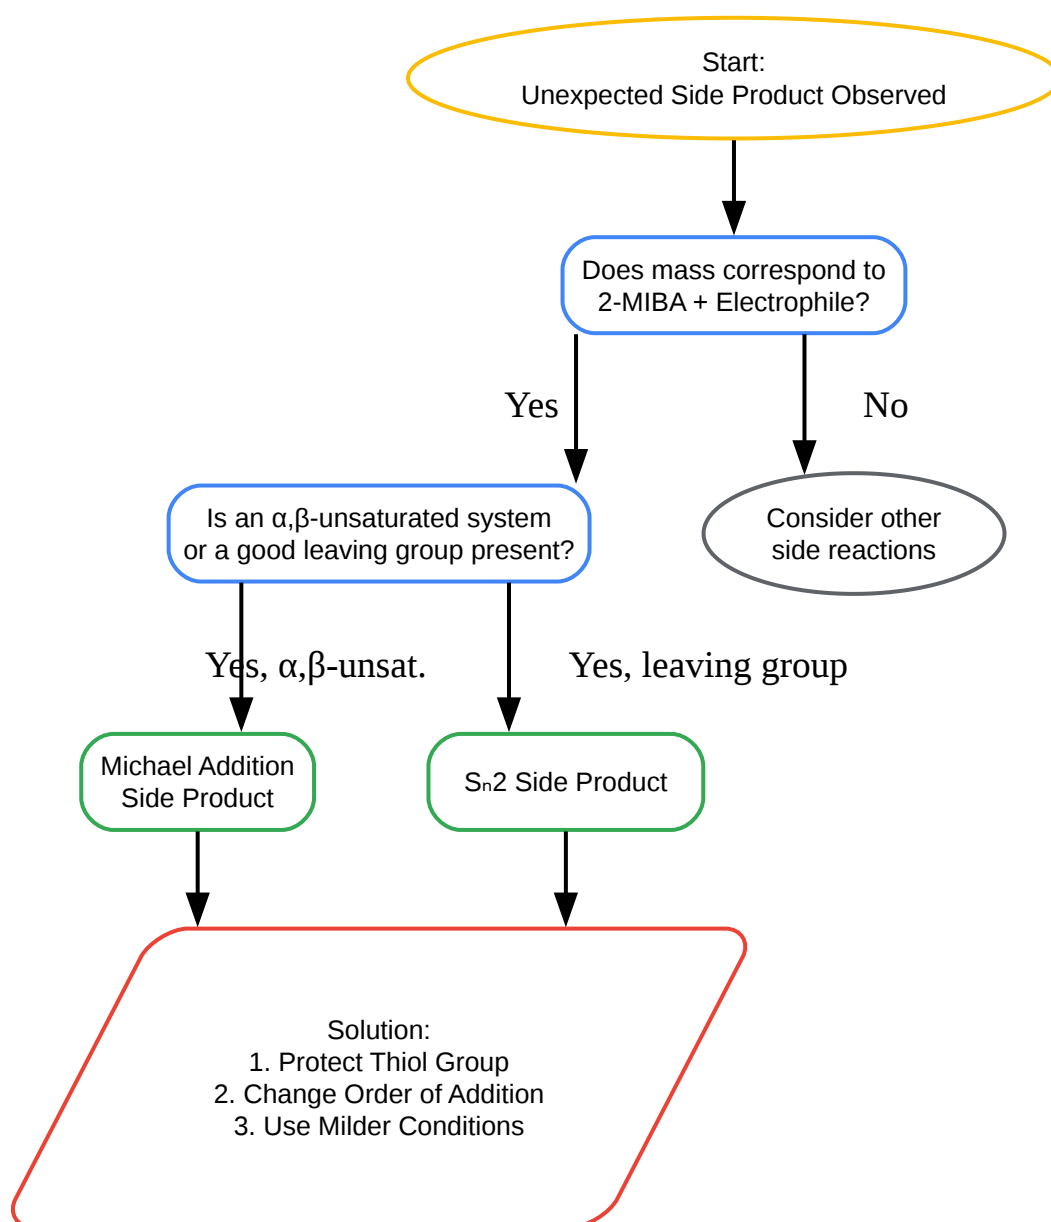 Start:
Unexpected Side Product Observed
Does mass correspond to
2-MIBA + Electrophile?
Yes
No
Is an α,β-unsaturated system
or a good leaving group present?
Consider other
side reactions
Yes, α,β-unsat.
Yes, leaving group
Michael Addition
Side Product
Sₙ2 Side Product
Solution:
1. Protect Thiol Group
2. Change Order of Addition
3. Use Milder Conditions